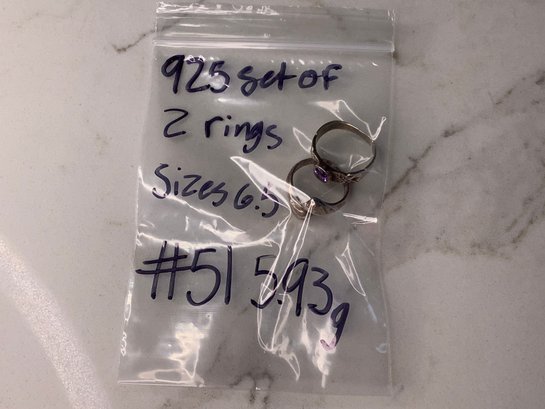 925 set of
2 rings
Sizes 6.5
#51 5.93g